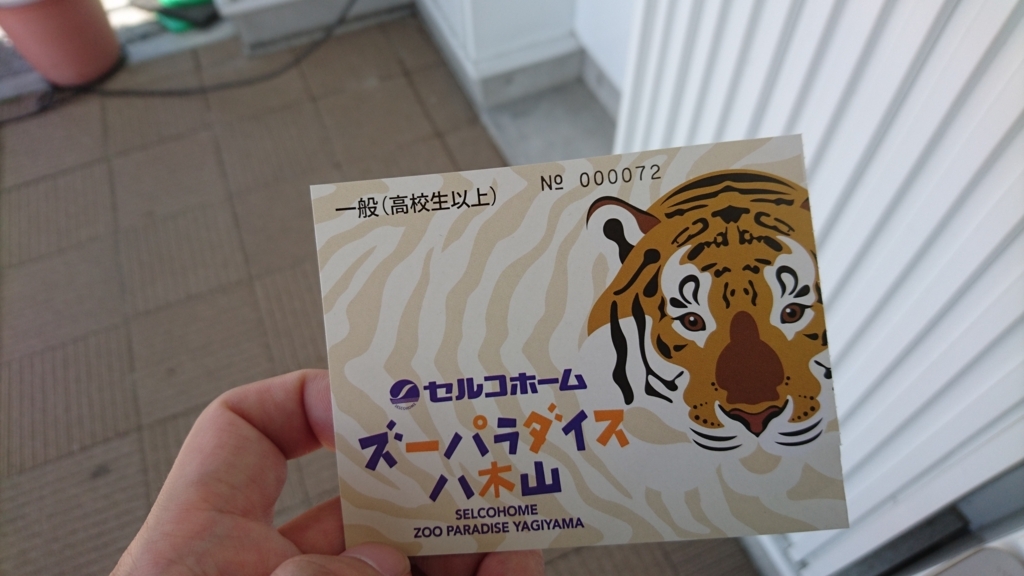 一般(高校生以上)
№ 000072
セルコホーム
ズーパラダイス
八木山
SELCOHOME
ZOO PARADISE YAGIYAMA